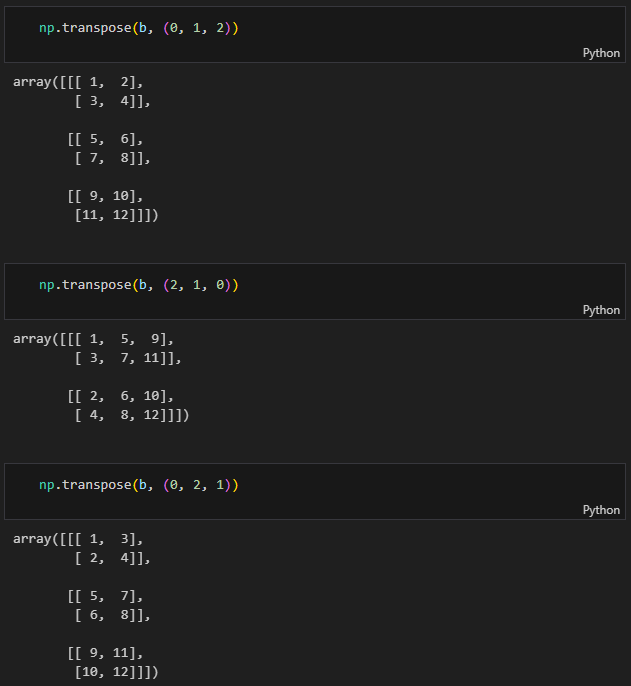 np.transpose(b, (0, 1, 2))
Python
array([[[ 1,  2],
        [ 3,  4]],
       [[ 5,  6],
        [ 7,  8]],
       [[ 9, 10],
        [11, 12]]])
np.transpose(b, (2, 1, 0))
Python
array([[[ 1,  5,  9],
        [ 3,  7, 11]],
       [[ 2,  6, 10],
        [ 4,  8, 12]]])
np.transpose(b, (0, 2, 1))
Python
array([[[ 1,  3],
        [ 2,  4]],
       [[ 5,  7],
        [ 6,  8]],
       [[ 9, 11],
        [10, 12]]])